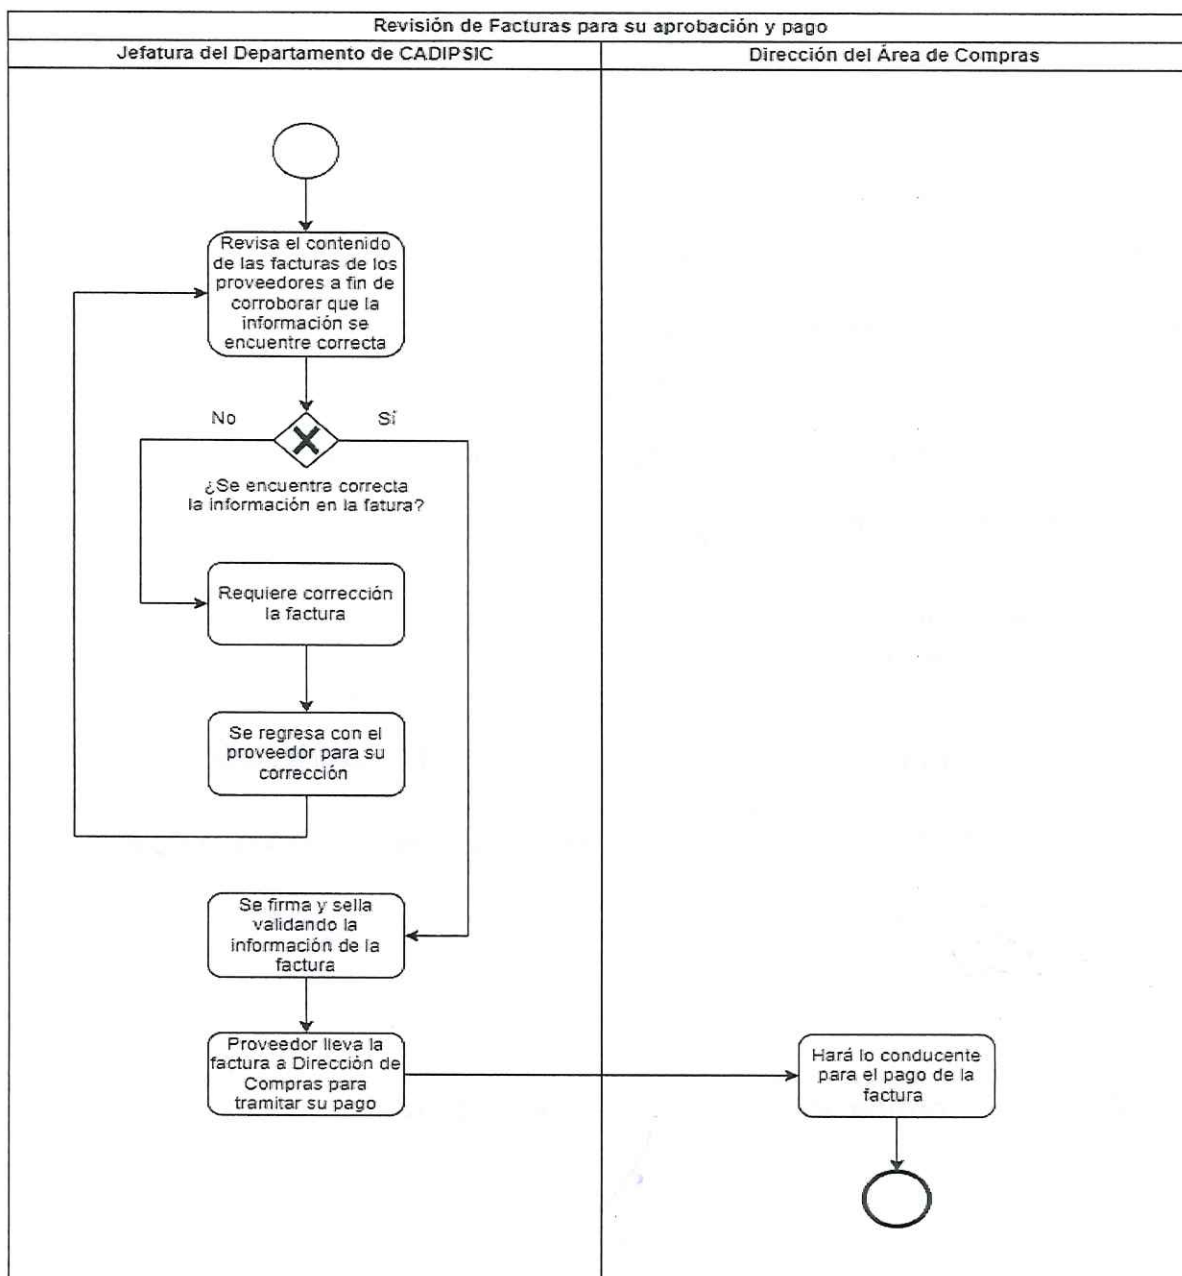 Revisión de Facturas para su aprobación y pago
Jefatura del Departamento de CADIPSIC
Dirección del Área de Compras
Revisa el contenido
de las facturas de los
proveedores a fin de
corroborar que la
información se
encuentre correcta
No
Sí
¿Se encuentra correcta
la información en la fatura?
Requiere corrección
la factura
Se regresa con el
proveedor para su
corrección
Se firma y sella
validando la
información de la
factura
Proveedor lleva la
factura a Dirección de
Compras para
tramitar su pago
Hará lo conducente
para el pago de la
factura